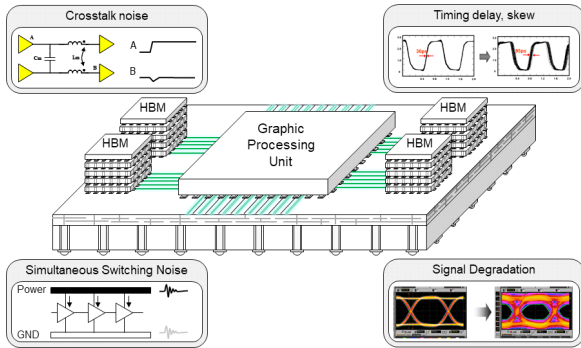 Crosstalk noise
A
Cm
Lm
B
A
B
Timing delay, skew
HBM
HBM
Graphic
Processing
Unit
HBM
HBM
Simultaneous Switching Noise
Power
GND
Signal Degradation